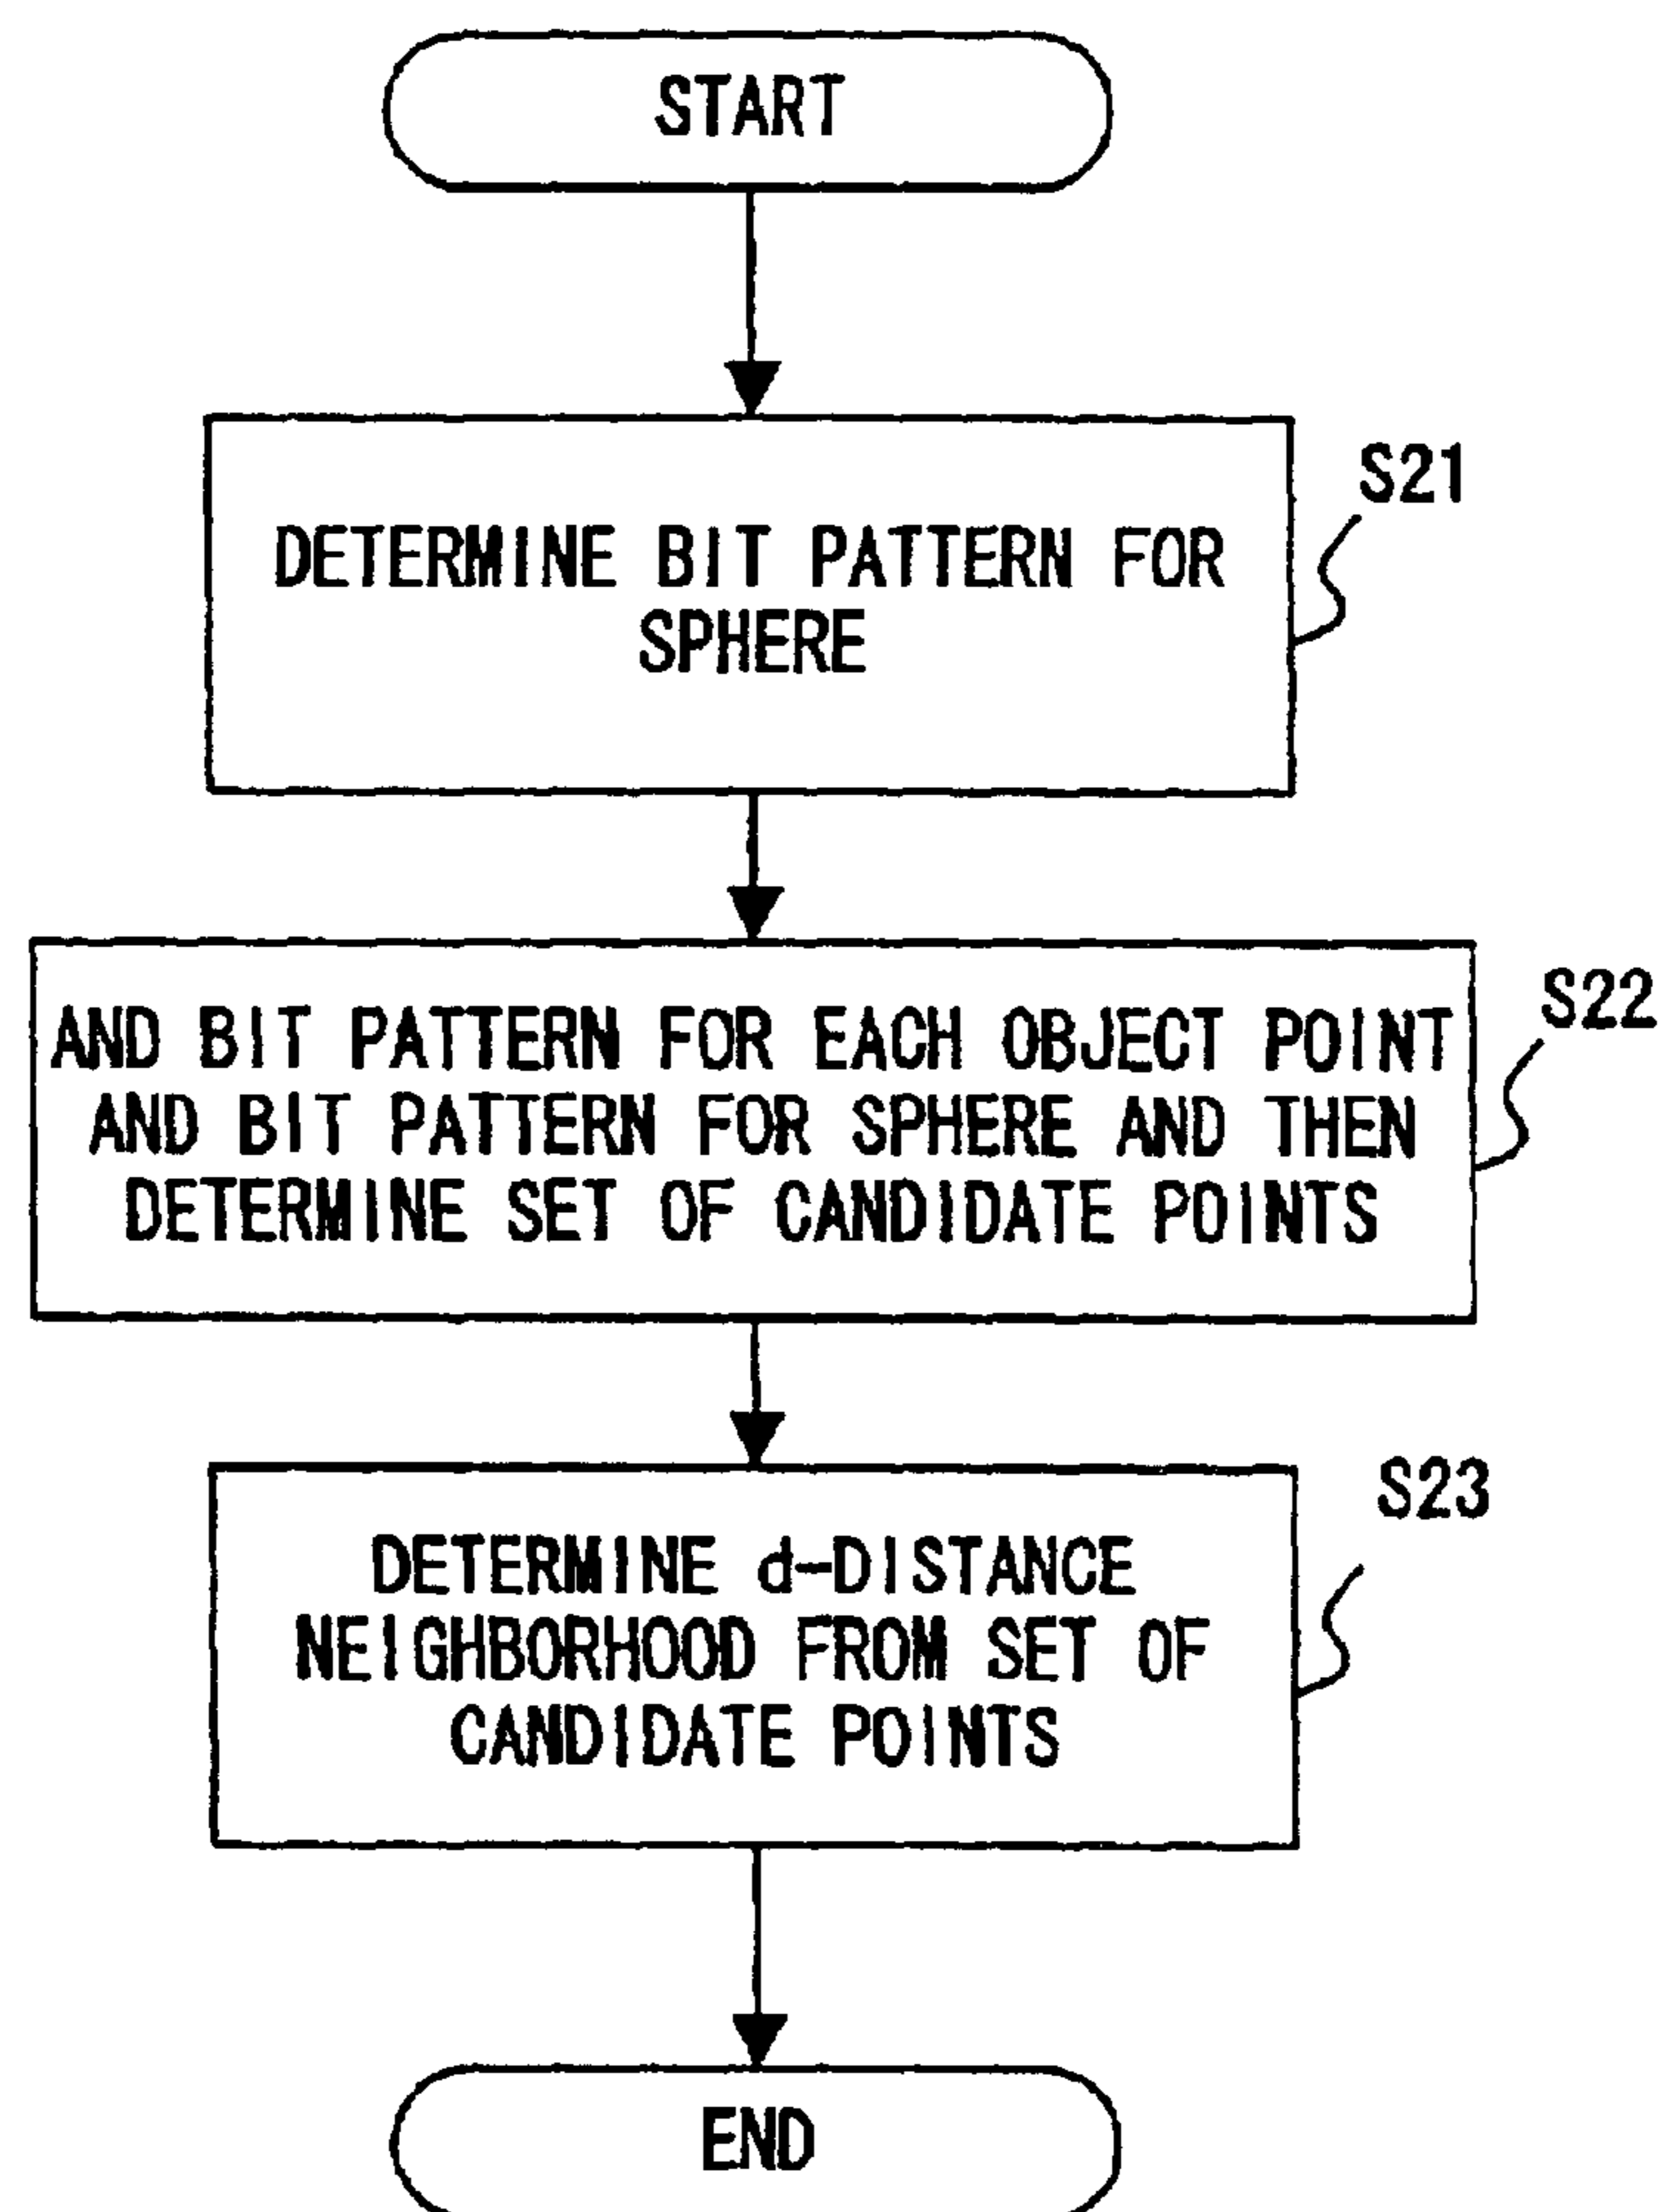 START
S21
DETERMINE BIT PATTERN FOR
SPHERE
S22
AND BIT PATTERN FOR EACH OBJECT POINT
AND BIT PATTERN FOR SPHERE AND THEN
DETERMINE SET OF CANDIDATE POINTS
S23
DETERMINE d-DISTANCE
NEIGHBORHOOD FROM SET OF
CANDIDATE POINTS
END